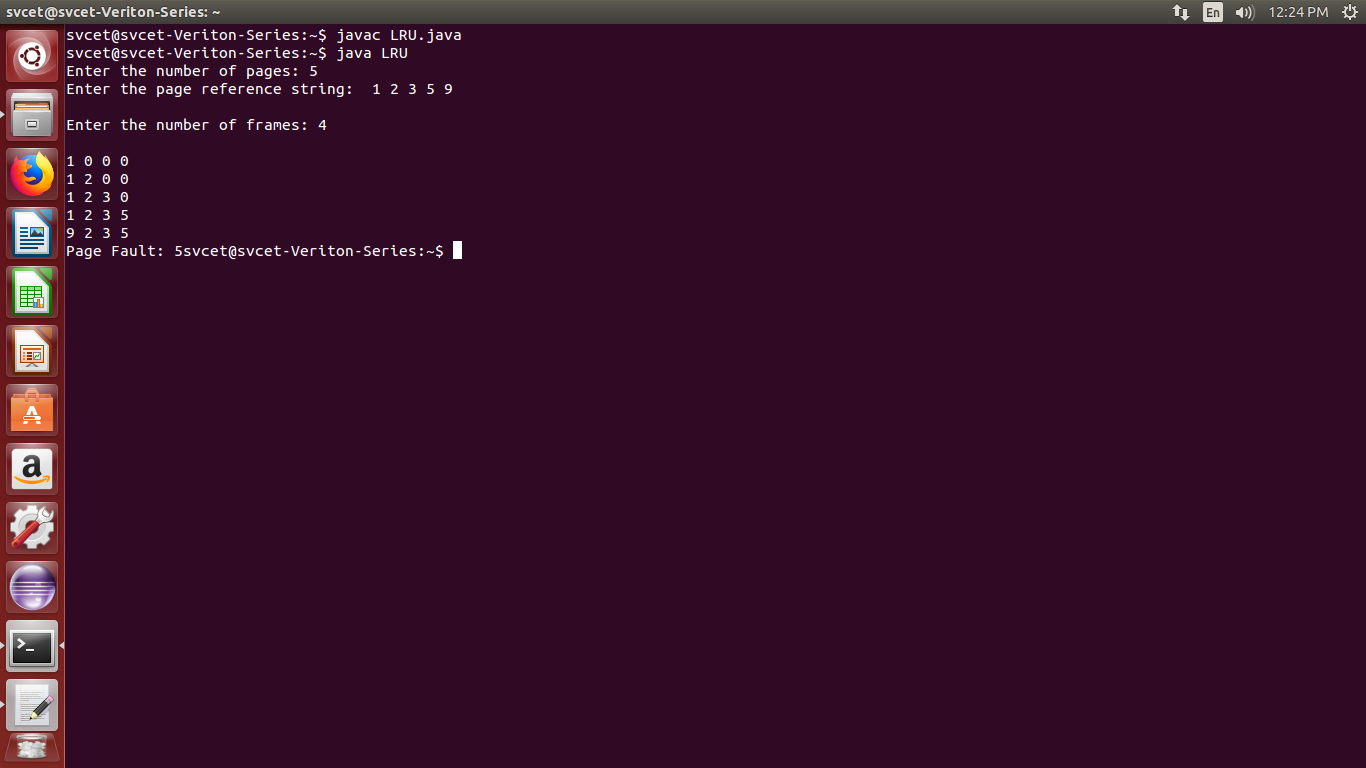 svcet@svcet-Veriton-Series: ~
En
12:24 PM
svcet@svcet-Veriton-Series:~$ javac LRU.java
svcet@svcet-Veriton-Series:~$ java LRU
Enter the number of pages: 5
Enter the page reference string:  1 2 3 5 9
Enter the number of frames: 4
1 0 0 0
1 2 0 0
1 2 3 0
1 2 3 5
9 2 3 5
Page Fault: 5svcet@svcet-Veriton-Series:~$
A
a
>_